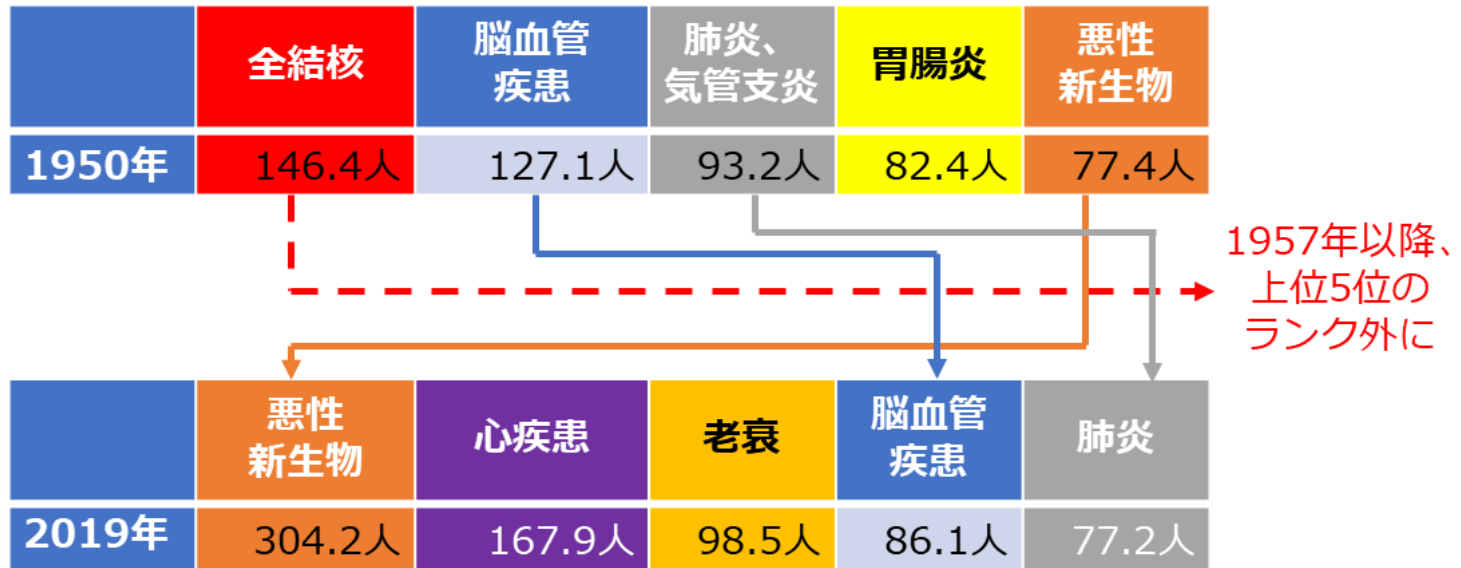 全結核
脳血管
疾患
肺炎、
気管支炎
胃腸炎
悪性
新生物
1950年
146.4人
127.1人
93.2人
82.4人
77.4人
1957年以降、
上位5位の
ランク外に
悪性
新生物
心疾患
老衰
脳血管
疾患
肺炎
2019年
304.2人
167.9人
98.5人
86.1人
77.2人